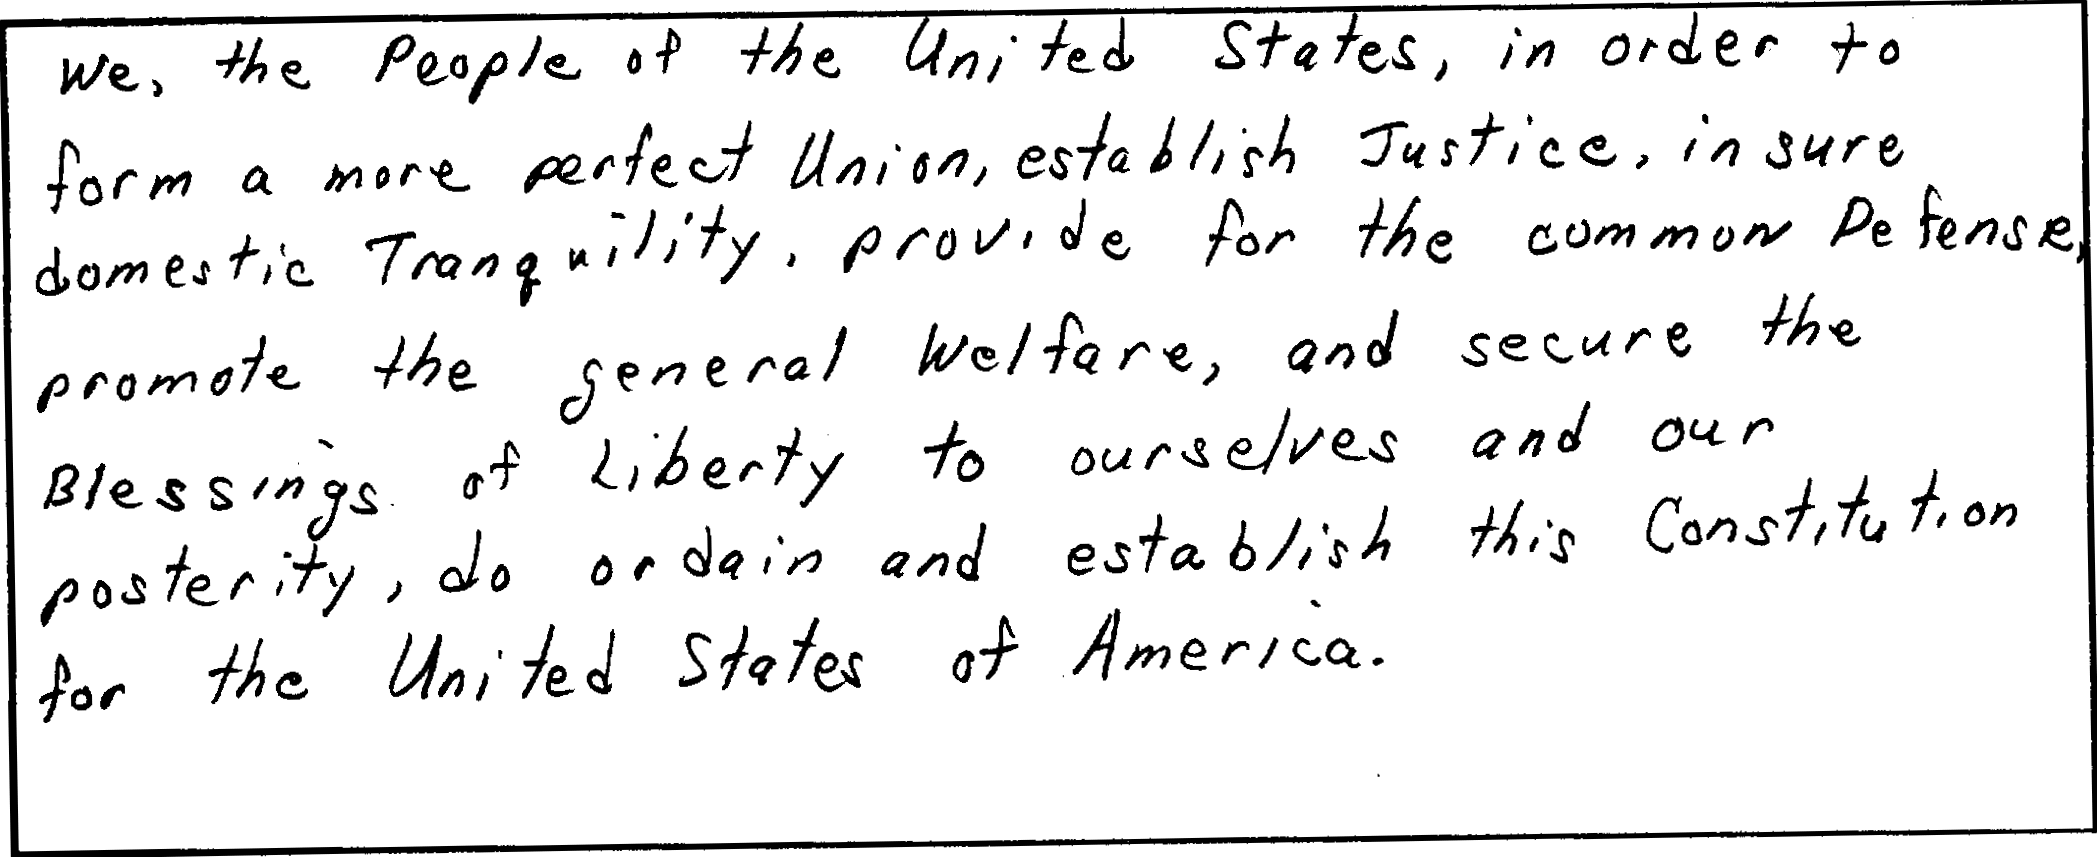 We, the People of the United States, in order to
form a more perfect Union, establish Justice, insure
domestic Tranquility, provide for the common Defense,
promote the general Welfare, and secure the
Blessings of Liberty to ourselves and our
posterity, do ordain and establish this Constitution
for the United States of America.